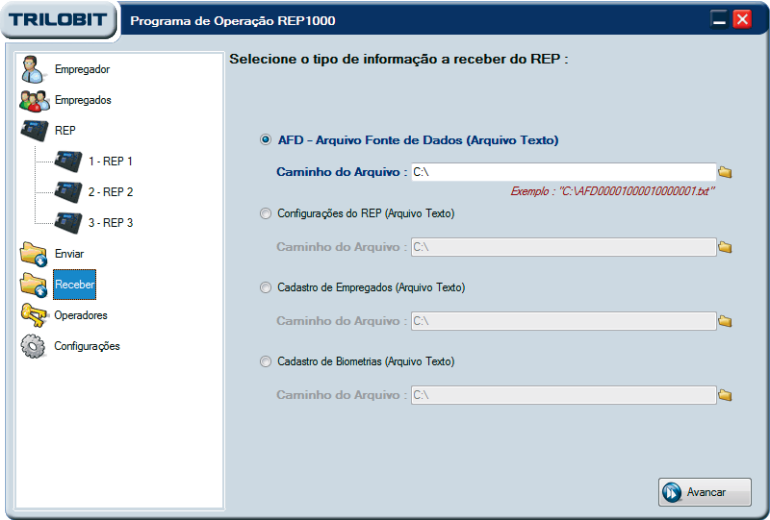 TRILOBIT
Programa de Operação REP1000
Empregador
Empregados
REP
1 - REP 1
2 - REP 2
3 - REP 3
Enviar
Receber
Operadores
Configurações
Selecione o tipo de informação a receber do REP :
AFD - Arquivo Fonte de Dados (Arquivo Texto)
Caminho do Arquivo : C:\
Exemplo : "C:\AFD00001000010000001.txt"
Configurações do REP (Arquivo Texto)
Caminho do Arquivo : C:\
Cadastro de Empregados (Arquivo Texto)
Caminho do Arquivo : C:\
Cadastro de Biometrias (Arquivo Texto)
Caminho do Arquivo : C:\
Avancar